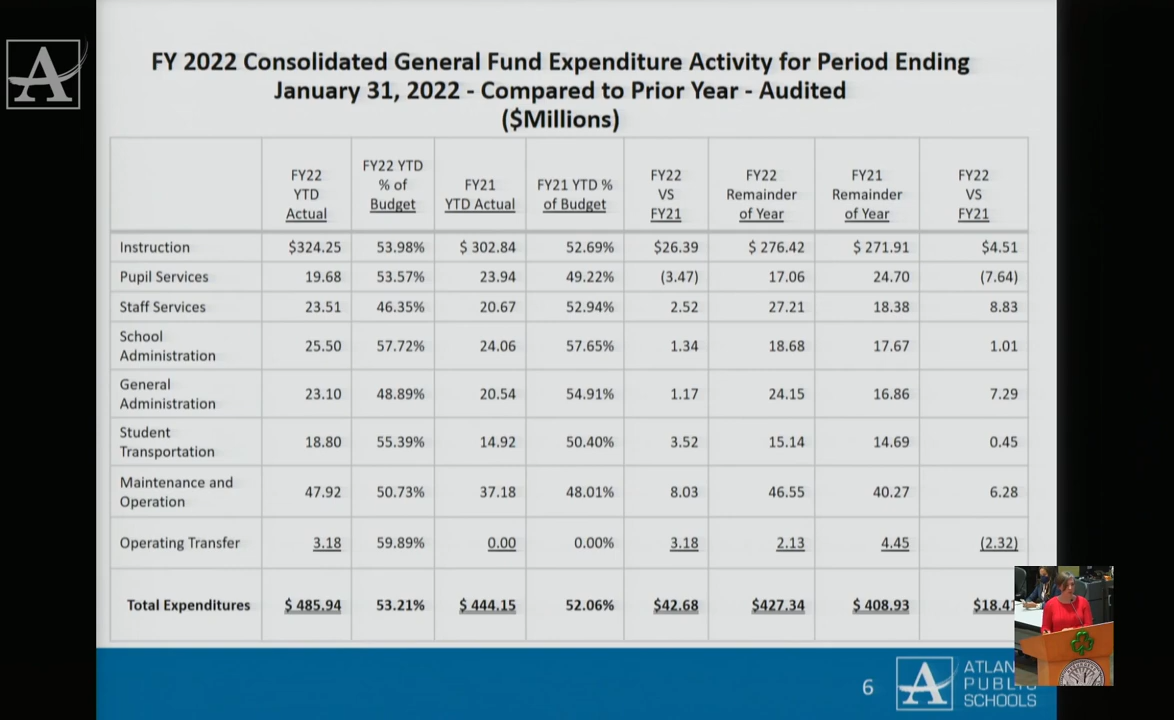 FY 2022 Consolidated General Fund Expenditure Activity for Period Ending
January 31, 2022 - Compared to Prior Year - Audited
($Millions)
FY22 YTD Actual FY22 YTD % of Budget FY21 YTD Actual FY21 YTD % of Budget FY22 VS FY21 FY22 Remainder of Year FY21 Remainder of Year FY22 VS FY21
Instruction $324.25 53.98% $ 302.84 52.69% $26.39 $ 276.42 $ 271.91 $4.51
Pupil Services 19.68 53.57% 23.94 49.22% (3.47) 17.06 24.70 (7.64)
Staff Services 23.51 46.35% 20.67 52.94% 2.52 27.21 18.38 8.83
School Administration 25.50 57.72% 24.06 57.65% 1.34 18.68 17.67 1.01
General Administration 23.10 48.89% 20.54 54.91% 1.17 24.15 16.86 7.29
Student Transportation 18.80 55.39% 14.92 50.40% 3.52 15.14 14.69 0.45
Maintenance and Operation 47.92 50.73% 37.18 48.01% 8.03 46.55 40.27 6.28
Operating Transfer 3.18 59.89% 0.00 0.00% 3.18 2.13 4.45 (2.32)
Total Expenditures $ 485.94 53.21% $ 444.15 52.06% $42.68 $427.34 $ 408.93
6
PUBLIC
SCHOOLS